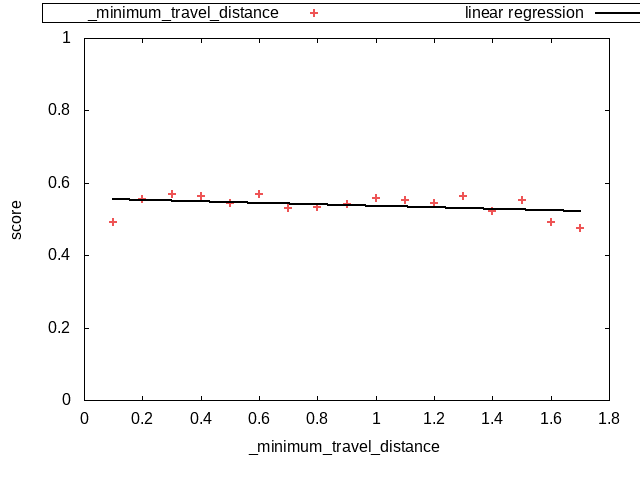 _minimum_travel_distance linear regression
1
0.8
0.6
0.4
0.2
0
score
0 0.2 0.4 0.6 0.8 1 1.2 1.4 1.6 1.8
_minimum_travel_distance